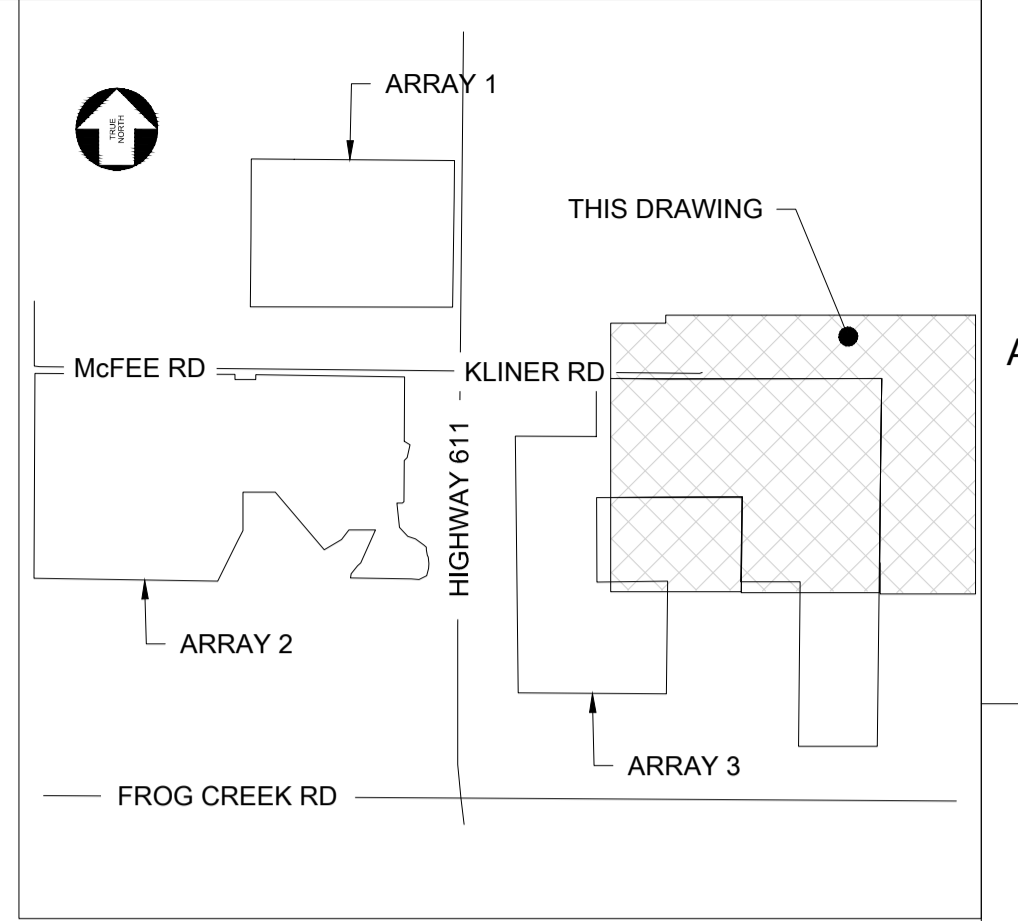 ARRAY 1
TRUE
NORTH
THIS DRAWING
McFEE RD
KLINER RD
HIGHWAY 611
ARRAY 2
ARRAY 3
FROG CREEK RD